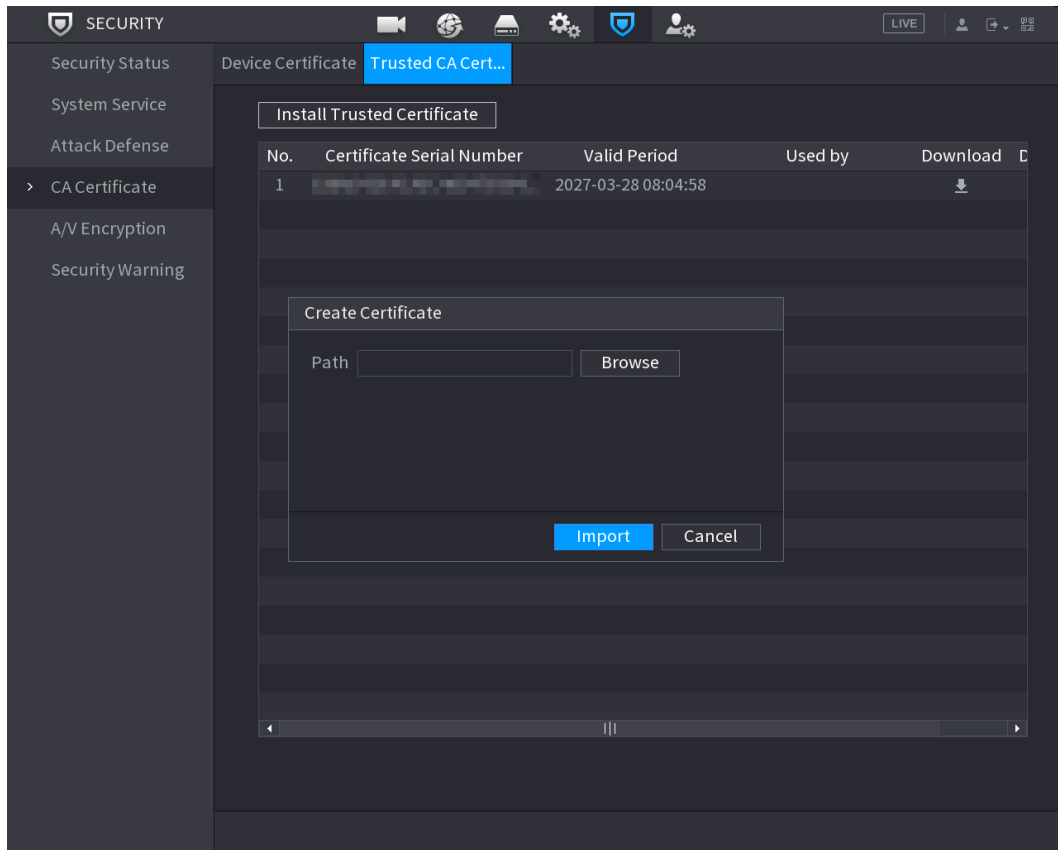 SECURITY
LIVE
Security Status
System Service
Attack Defense
CA Certificate
A/V Encryption
Security Warning
Device Certificate Trusted CA Cert...
Install Trusted Certificate
No. Certificate Serial Number Valid Period Used by Download D
1 2027-03-28 08:04:58
Create Certificate
Path Browse
Import Cancel